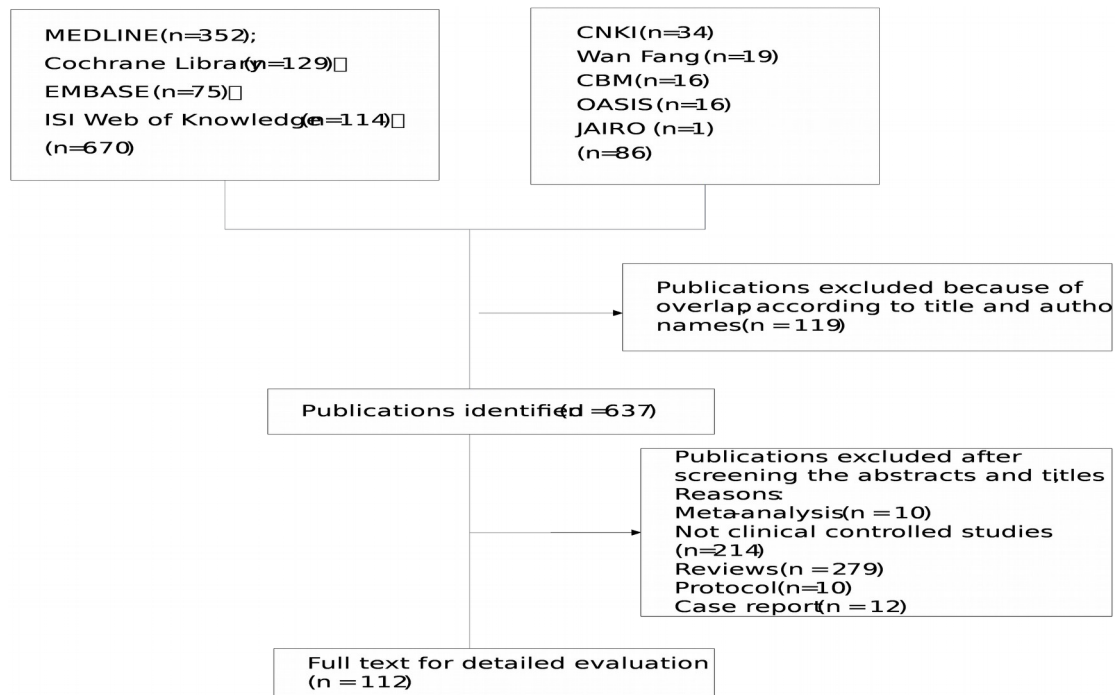 MEDLINE(n=352);
Cochrane Library(n=129)□
EMBASE(n=75)□
ISI Web of Knowledge(n=114)□
(n=670)
CNKI(n=34)
Wan Fang(n=19)
CBM(n=16)
OASIS(n=16)
JAIRO (n=1)
(n=86)
Publications excluded because of
overlap, according to title and autho
names(n = 119)
Publications identified(n = 637)
Publications excluded after
screening the abstracts and titles;
Reasons:
Meta-analysis(n = 10)
Not clinical controlled studies
(n=214)
Reviews(n = 279)
Protocol(n=10)
Case report(n = 12)
Full text for detailed evaluation
(n = 112)